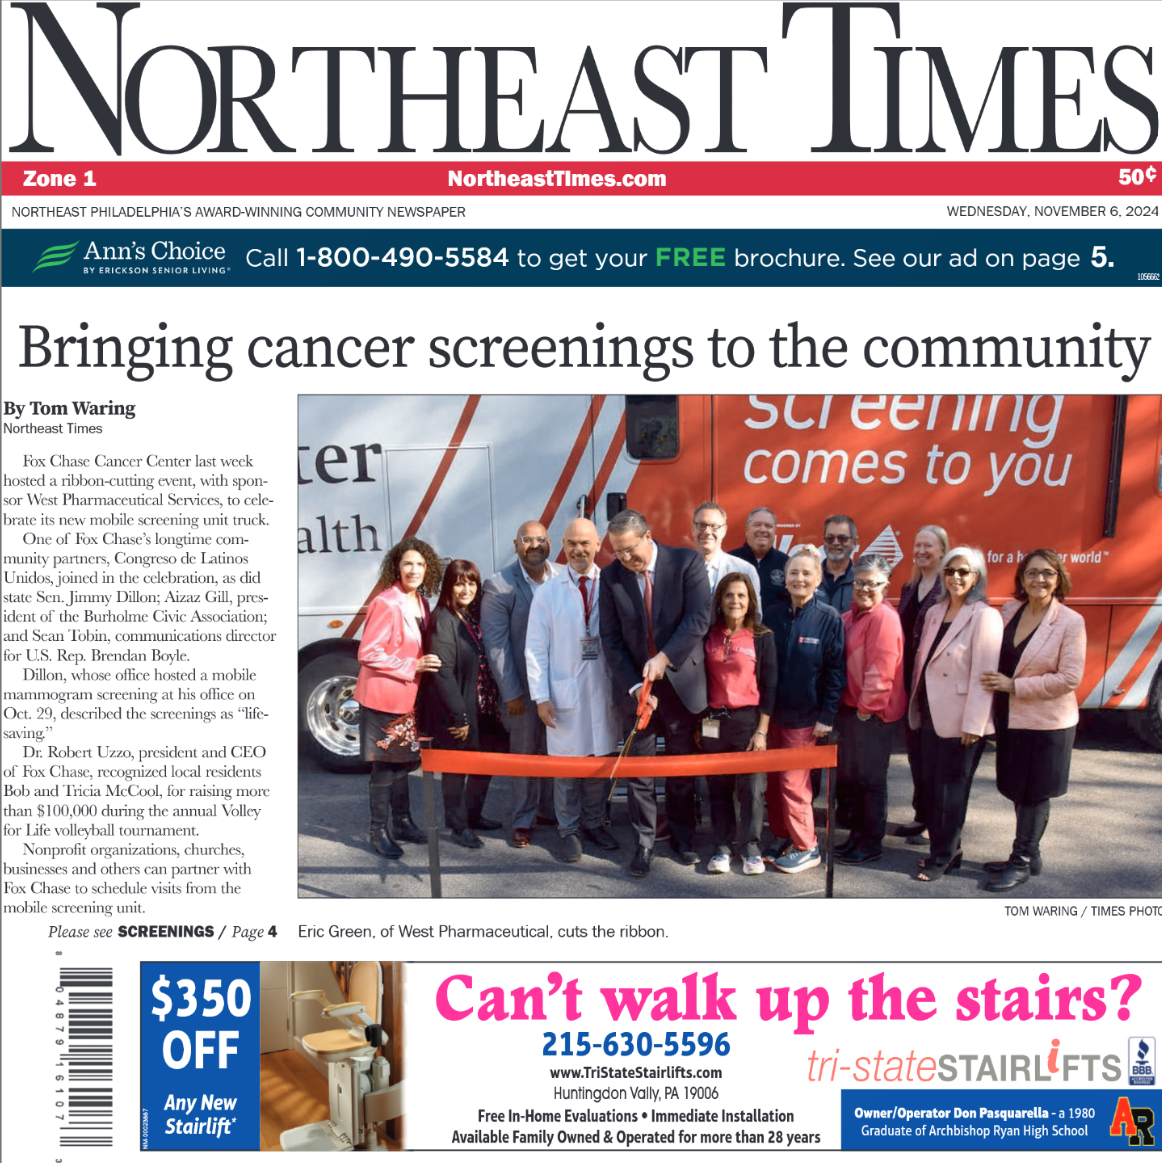 NORTHEAST TIMES
Zone 1
NortheastTImes.com
50¢
NORTHEAST PHILADELPHIA'S AWARD-WINNING COMMUNITY NEWSPAPER
WEDNESDAY, NOVEMBER 6, 2024
Ann's Choice
BY ERICKSON SENIOR LIVING®
Call 1-800-490-5584 to get your FREE brochure. See our ad on page 5.
1056662
Bringing cancer screenings to the community
By Tom Waring
Northeast Times
Fox Chase Cancer Center last week
hosted a ribbon-cutting event, with spon-
sor West Pharmaceutical Services, to cele-
brate its new mobile screening unit truck.
One of Fox Chase's longtime com-
munity partners, Congreso de Latinos
Unidos, joined in the celebration, as did
state Sen. Jimmy Dillon; Aizaz Gill, pres-
ident of the Burholme Civic Association;
and Sean Tobin, communications director
for U.S. Rep. Brendan Boyle.
Dillon, whose office hosted a mobile
mammogram screening at his office on
Oct. 29, described the screenings as “life-
saving.”
Dr. Robert Uzzo, president and CEO
of Fox Chase, recognized local residents
Bob and Tricia McCool, for raising more
than $100,000 during the annual Volley
for Life volleyball tournament.
Nonprofit organizations, churches,
businesses and others can partner with
Fox Chase to schedule visits from the
mobile screening unit.
Please see SCREENINGS / Page 4
ter
alth
screening
comes to you
for a world™
TOM WARING / TIMES PHOTO
Eric Green, of West Pharmaceutical, cuts the ribbon.
8 04879 16107 3
$350
OFF
Any New
Stairlift*
Can't walk up the stairs?
215-630-5596
www.TriStateStairlifts.com
Huntingdon Vally, PA 19006
Free In-Home Evaluations • Immediate Installation
Available Family Owned & Operated for more than 28 years
tri-stateSTAIRLiFTS
BBB
Owner/Operator Don Pasquarella - a 1980
Graduate of Archbishop Ryan High School
AR